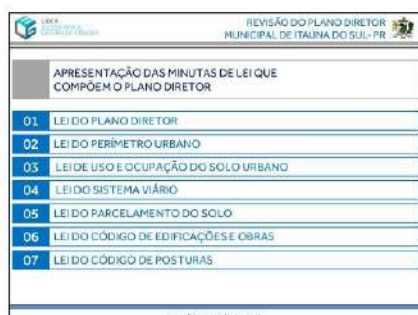 LIDER
REVISÃO DO PLANO DIRETOR
MUNICIPAL DE ITAÚNA DO SUL- PR
APRESENTAÇÃO DAS MINUTAS DE LEI QUE
COMPÕEM O PLANO DIRETOR
01 LEI DO PLANO DIRETOR
02 LEI DO PERÍMETRO URBANO
03 LEI DE USO E OCUPAÇÃO DO SOLO URBANO
04 LEI DO SISTEMA VIÁRIO
05 LEI DO PARCELAMENTO DO SOLO
06 LEI DO CÓDIGO DE EDIFICAÇÕES E OBRAS
07 LEI DO CÓDIGO DE POSTURAS